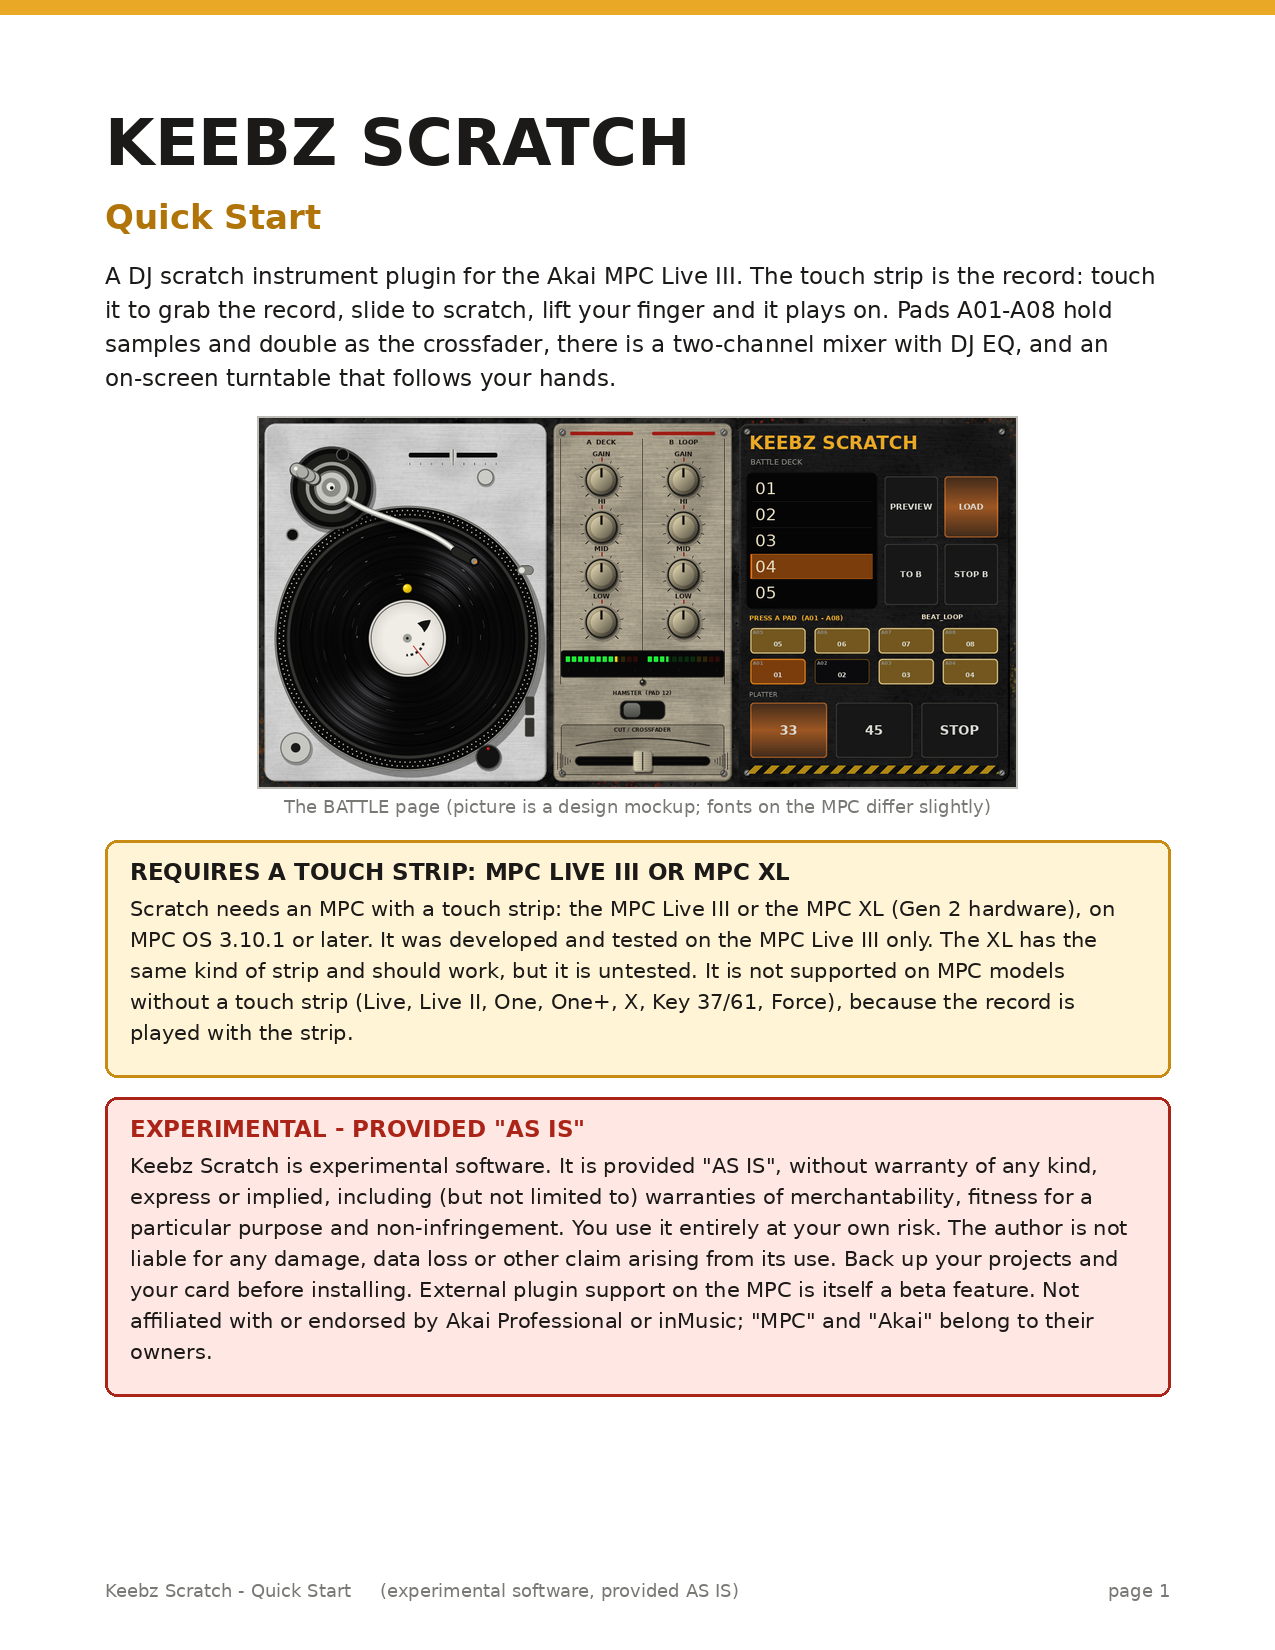 KEEBZ SCRATCH
Quick Start
A DJ scratch instrument plugin for the Akai MPC Live III. The touch strip is the record: touch
it to grab the record, slide to scratch, lift your finger and it plays on. Pads A01-A08 hold
samples and double as the crossfader, there is a two-channel mixer with DJ EQ, and an
on-screen turntable that follows your hands.
A DECK
B LOOP
GAIN
GAIN
HI
HI
MID
MID
LOW
LOW
HAMSTER (PAD 12)
CUT / CROSSFADER
KEEBZ SCRATCH
BATTLE DECK
01
02
03
04
05
PREVIEW
LOAD
TO B
STOP B
PRESS A PAD (A01 - A08)
BEAT_LOOP
A05
05
A06
06
A07
07
A08
08
A01
01
A02
02
A03
03
A04
04
PLATTER
33
45
STOP
The BATTLE page (picture is a design mockup; fonts on the MPC differ slightly)
REQUIRES A TOUCH STRIP: MPC LIVE III OR MPC XL
Scratch needs an MPC with a touch strip: the MPC Live III or the MPC XL (Gen 2 hardware), on
MPC OS 3.10.1 or later. It was developed and tested on the MPC Live III only. The XL has the
same kind of strip and should work, but it is untested. It is not supported on MPC models
without a touch strip (Live, Live II, One, One+, X, Key 37/61, Force), because the record is
played with the strip.
EXPERIMENTAL - PROVIDED "AS IS"
Keebz Scratch is experimental software. It is provided "AS IS", without warranty of any kind,
express or implied, including (but not limited to) warranties of merchantability, fitness for a
particular purpose and non-infringement. You use it entirely at your own risk. The author is not
liable for any damage, data loss or other claim arising from its use. Back up your projects and
your card before installing. External plugin support on the MPC is itself a beta feature. Not
affiliated with or endorsed by Akai Professional or inMusic; "MPC" and "Akai" belong to their
owners.
Keebz Scratch - Quick Start (experimental software, provided AS IS)
page 1